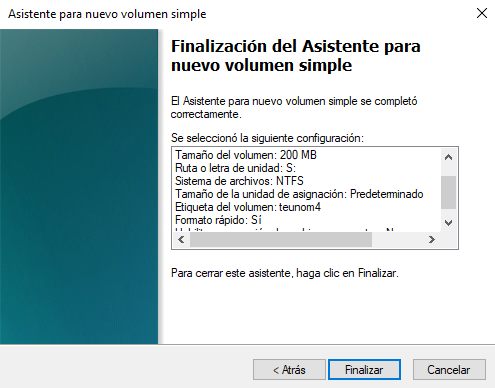 Asistente para nuevo volumen simple
Finalización del Asistente para
nuevo volumen simple
El Asistente para nuevo volumen simple se completó
correctamente.
Se seleccionó la siguiente configuración:
Tamaño del volumen: 200 MB
Ruta o letra de unidad: S:
Sistema de archivos: NTFS
Tamaño de la unidad de asignación: Predeterminado
Etiqueta del volumen: teunom4
Formato rápido: Sí
Para cerrar este asistente, haga clic en Finalizar.
< Atrás
Finalizar
Cancelar